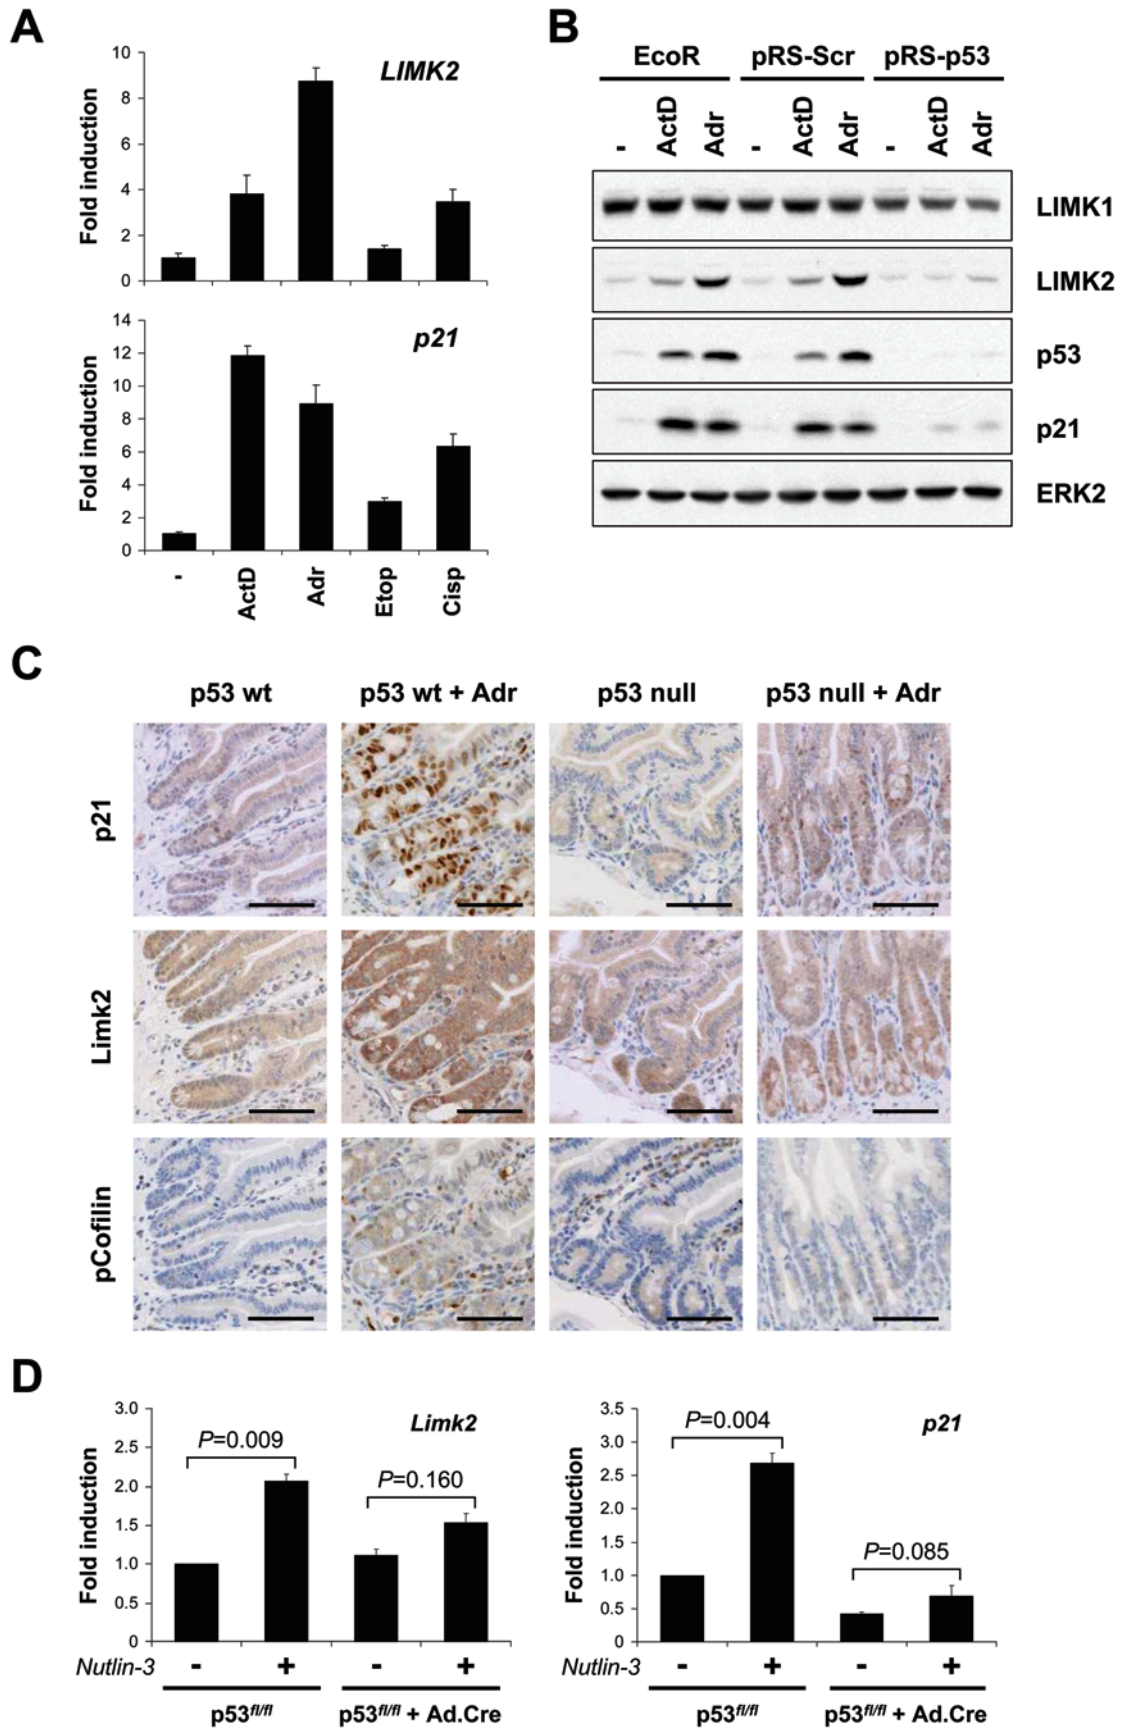 A
LIMK2
Fold induction
10
8
6
4
2
0
p21
Fold induction
14
12
10
8
6
4
2
0
- ActD Adr Etop Cisp
B
EcoR pRS-Scr pRS-p53
- ActD Adr - ActD Adr - ActD Adr
LIMK1
LIMK2
p53
p21
ERK2
C
p53 wt p53 wt + Adr p53 null p53 null + Adr
p21
Limk2
pCofilin
D
Limk2
Fold induction
3.0
2.5
2.0
1.5
1.0
0.5
0
P=0.009
P=0.160
Nutlin-3 - + - +
p53fl/fl p53fl/fl + Ad.Cre
p21
Fold induction
3.5
3.0
2.5
2.0
1.5
1.0
0.5
0
P=0.004
P=0.085
Nutlin-3 - + - +
p53fl/fl p53fl/fl + Ad.Cre